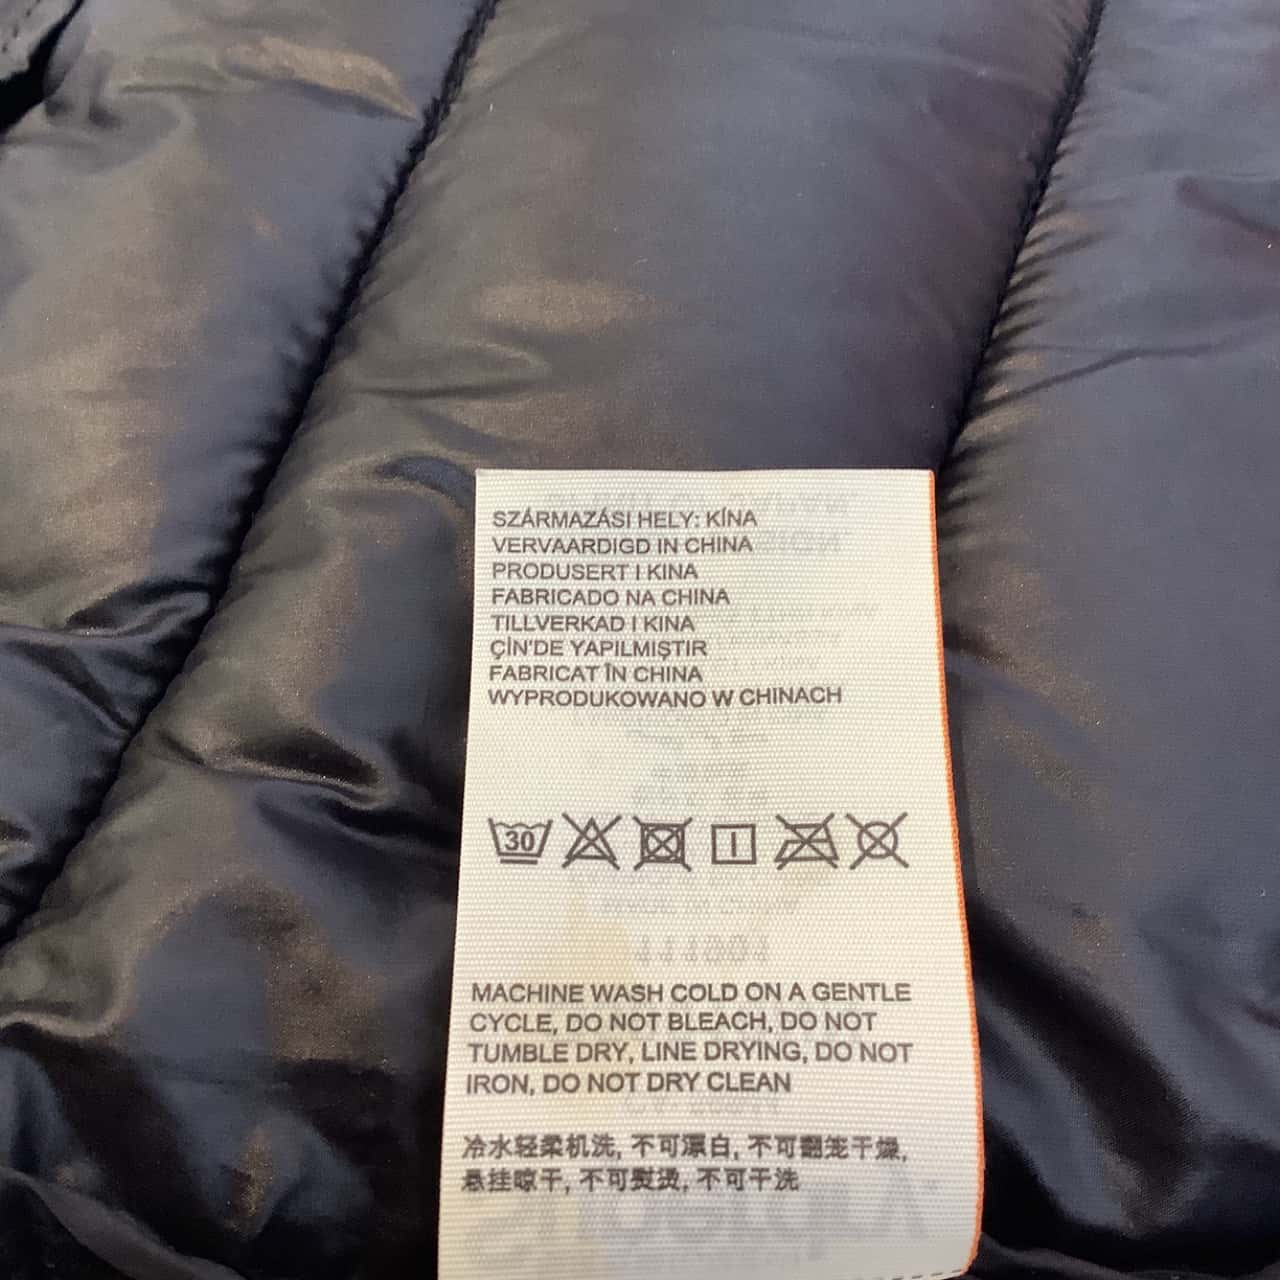 SZÁRMAZÁSI HELY: KÍNA
VERVAARDIGD IN CHINA
PRODUSERT I KINA
FABRICADO NA CHINA
TILLVERKAD I KINA
ÇİN'DE YAPILMIŞTIR
FABRICAT ÎN CHINA
WYPRODUKOWANO W CHINACH
30
MACHINE WASH COLD ON A GENTLE
CYCLE, DO NOT BLEACH, DO NOT
TUMBLE DRY, LINE DRYING, DO NOT
IRON, DO NOT DRY CLEAN
冷水轻柔机洗, 不可漂白, 不可翻笼干燥,
悬挂晾干, 不可熨烫, 不可干洗